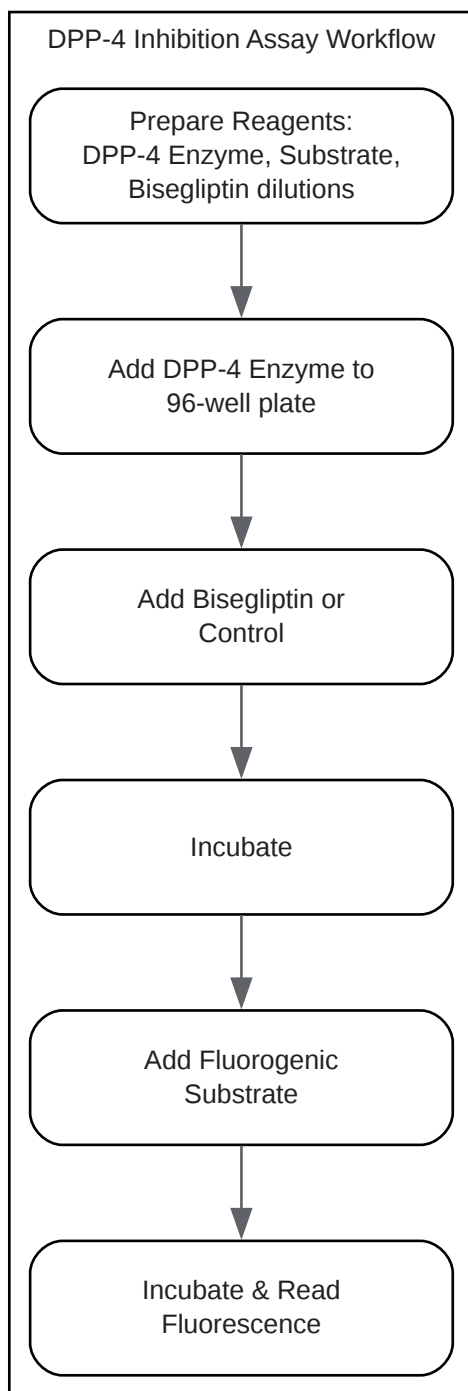 DPP-4 Inhibition Assay Workflow
Prepare Reagents:
DPP-4 Enzyme, Substrate,
Bisegliptin dilutions
Add DPP-4 Enzyme to
96-well plate
Add Bisegliptin or
Control
Incubate
Add Fluorogenic
Substrate
Incubate & Read
Fluorescence